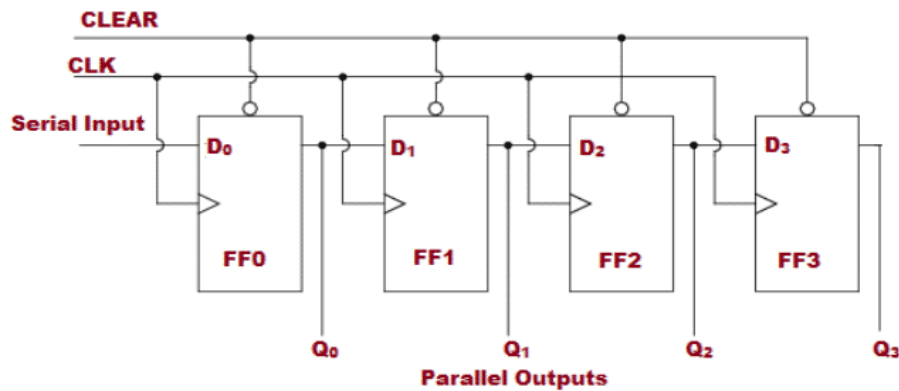 CLEAR
CLK
Serial Input
D₀ D₁ D₂ D₃
FF0 FF1 FF2 FF3
Q₀ Q₁ Q₂ Q₃
Parallel Outputs